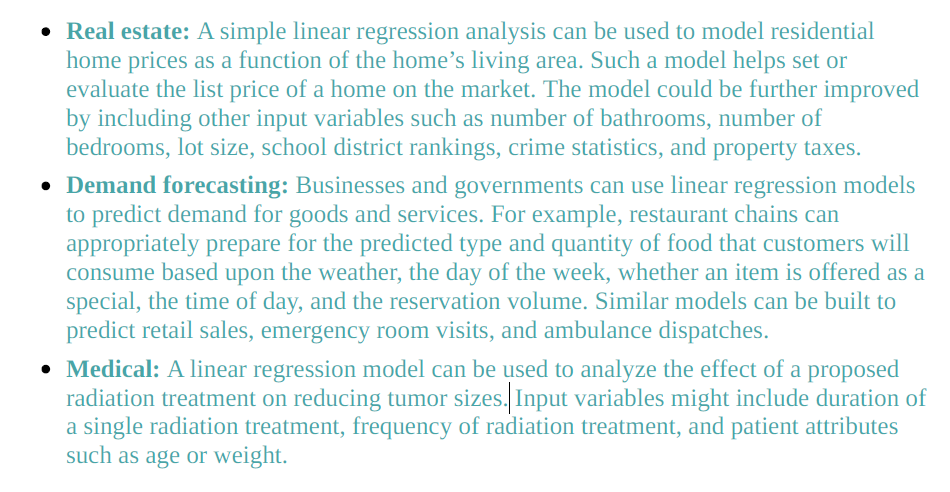 • Real estate: A simple linear regression analysis can be used to model residential
home prices as a function of the home’s living area. Such a model helps set or
evaluate the list price of a home on the market. The model could be further improved
by including other input variables such as number of bathrooms, number of
bedrooms, lot size, school district rankings, crime statistics, and property taxes.
• Demand forecasting: Businesses and governments can use linear regression models
to predict demand for goods and services. For example, restaurant chains can
appropriately prepare for the predicted type and quantity of food that customers will
consume based upon the weather, the day of the week, whether an item is offered as a
special, the time of day, and the reservation volume. Similar models can be built to
predict retail sales, emergency room visits, and ambulance dispatches.
• Medical: A linear regression model can be used to analyze the effect of a proposed
radiation treatment on reducing tumor sizes. Input variables might include duration of
a single radiation treatment, frequency of radiation treatment, and patient attributes
such as age or weight.